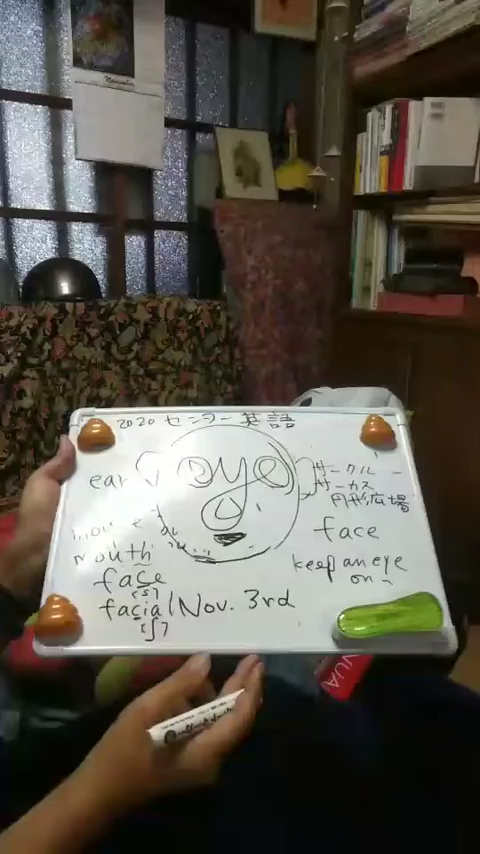 2020 センター英語
ear
eye
サークル
サーカス
円形広場
face
keep an eye
on~
mouth
face
[s]
facial
[ʃ]
Nov. 3rd